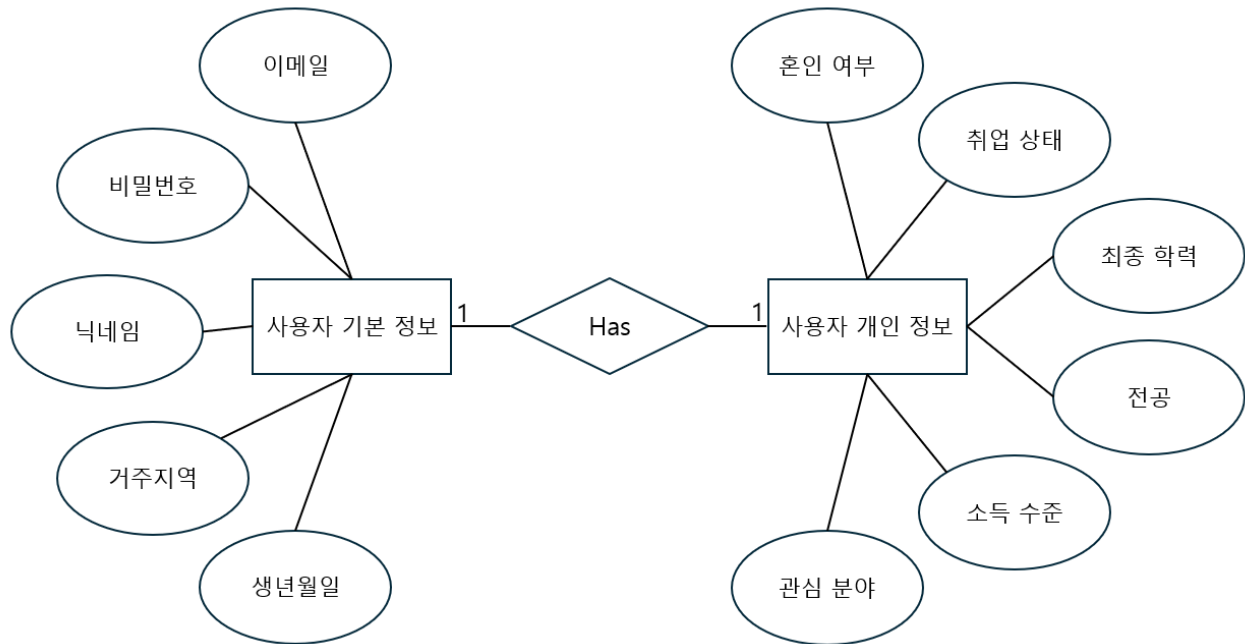 이메일
혼인 여부
취업 상태
비밀번호
최종 학력
닉네임
사용자 기본 정보
1
Has
1
사용자 개인 정보
전공
거주지역
소득 수준
생년월일
관심 분야